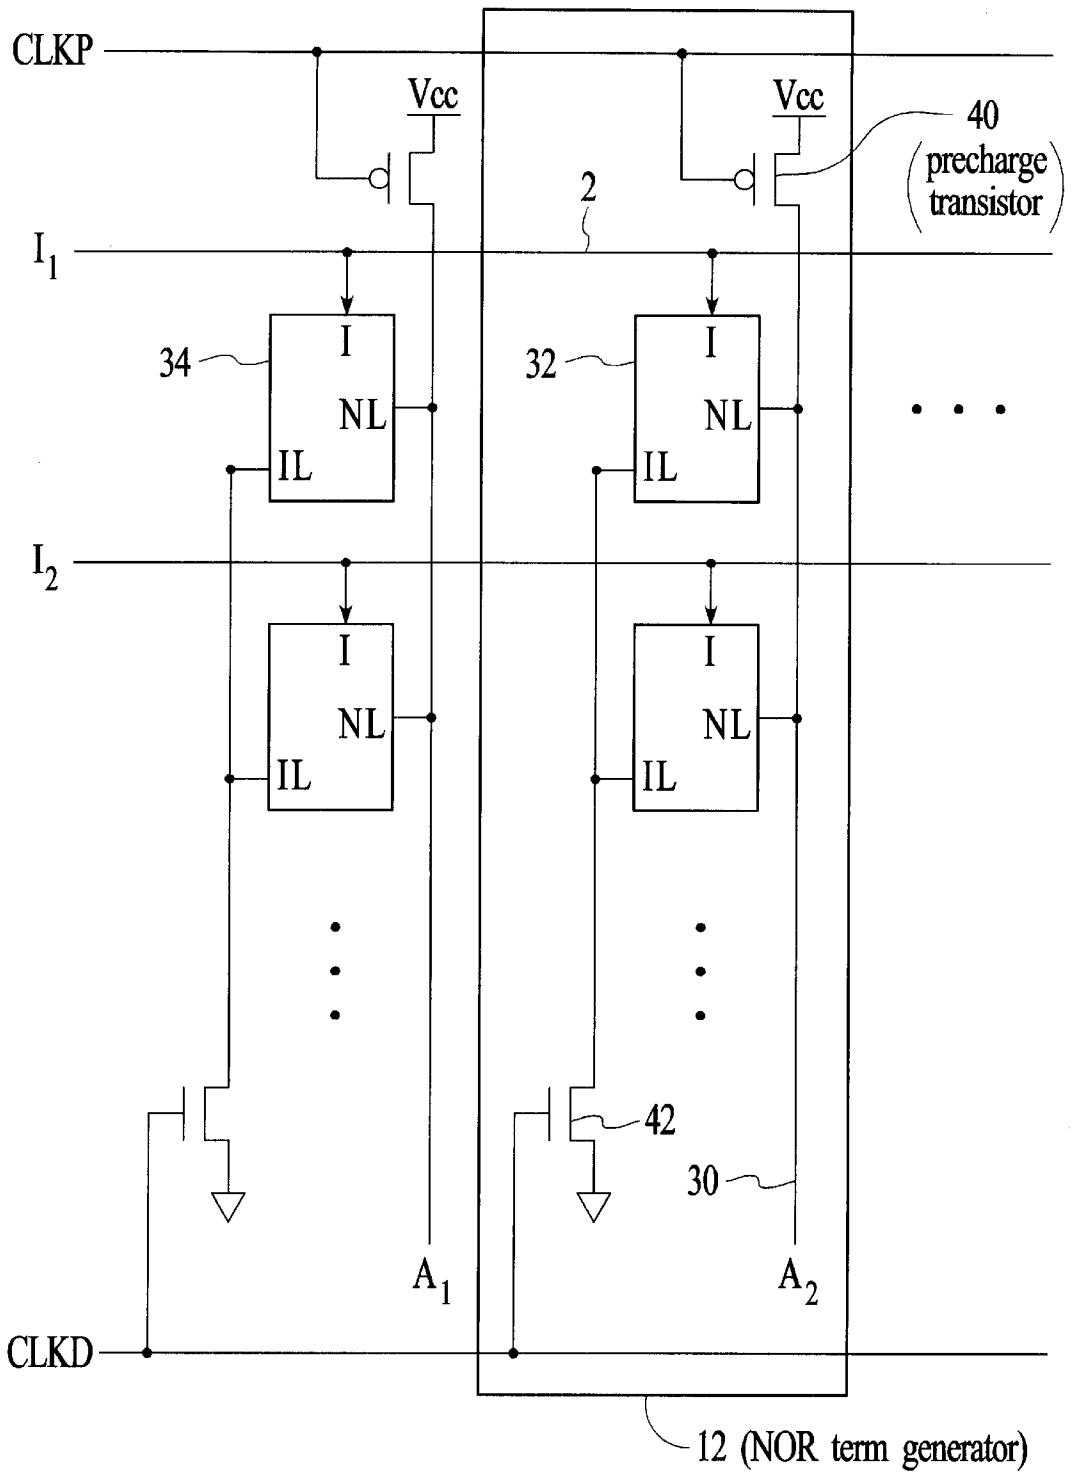 CLKP
Vcc
Vcc
40
(precharge
transistor)
2
I1
I
I
34
32
NL
NL
IL
IL
I2
I
I
NL
NL
IL
IL
42
30
A1
A2
CLKD
12 (NOR term generator)